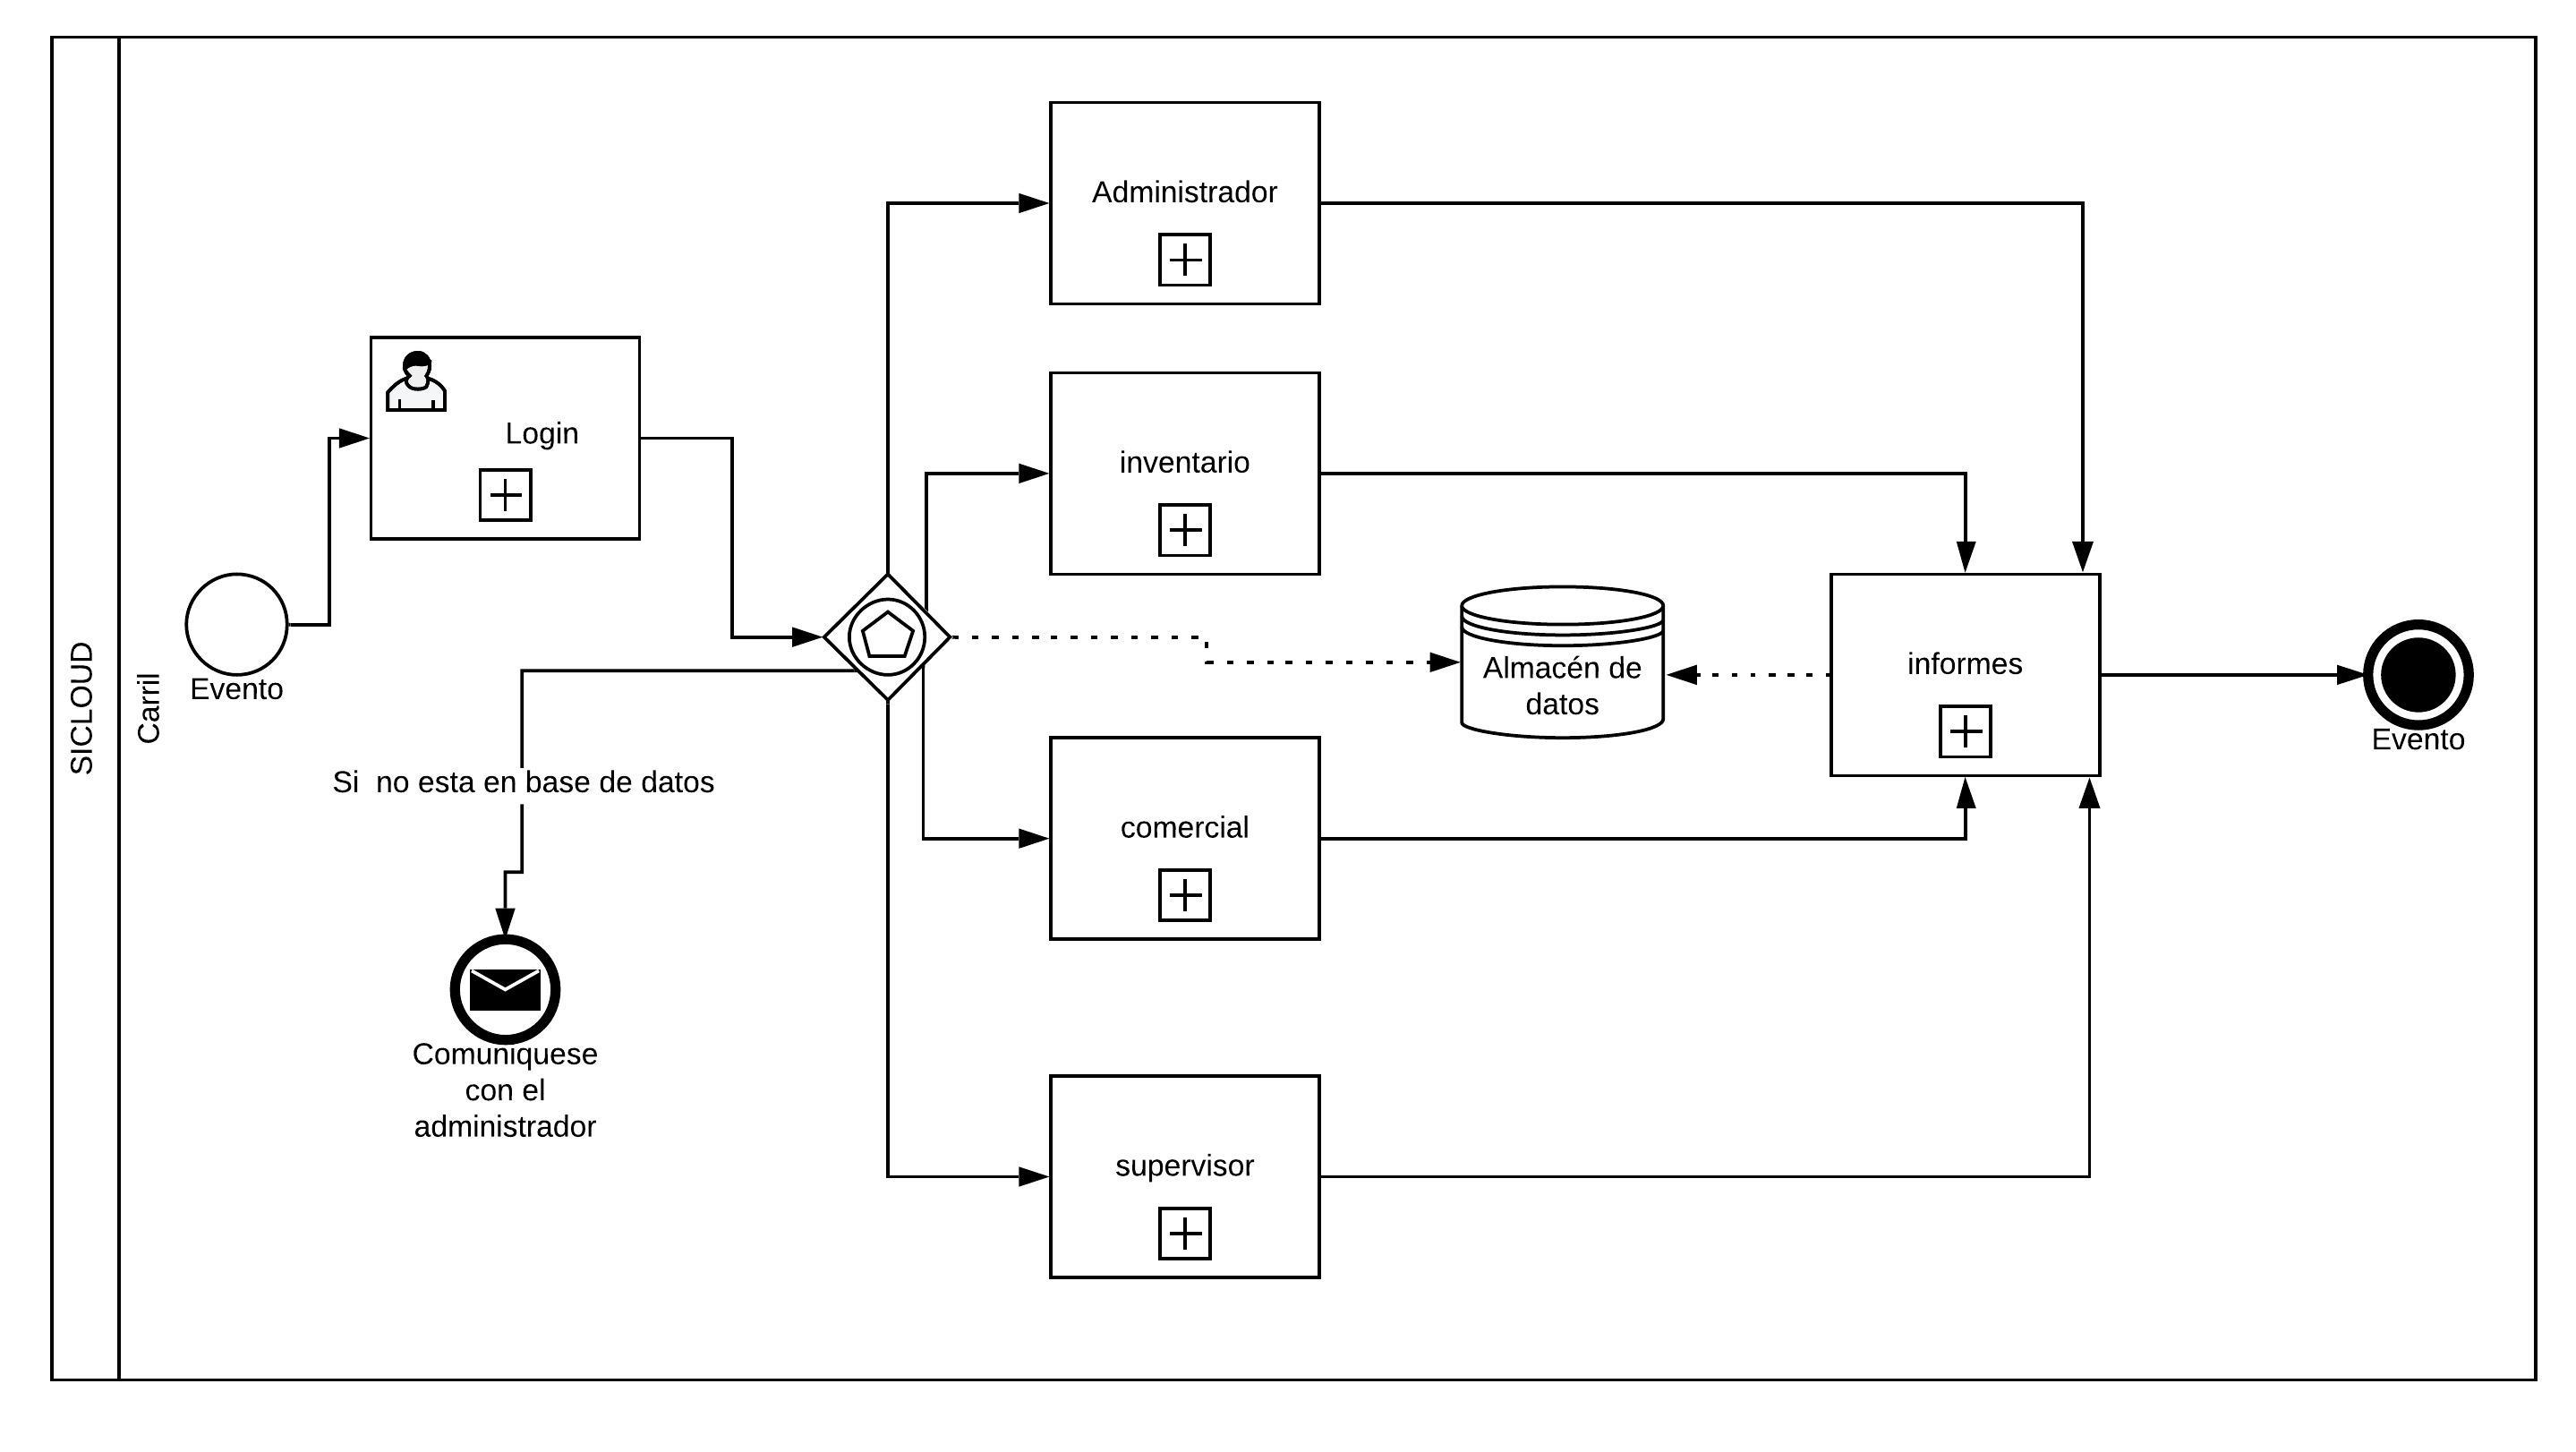 SICLOUD
Carril
Evento
Login
Si  no esta en base de datos
Comuniquese
con el
administrador
Administrador
inventario
Almacén de
datos
comercial
supervisor
informes
Evento